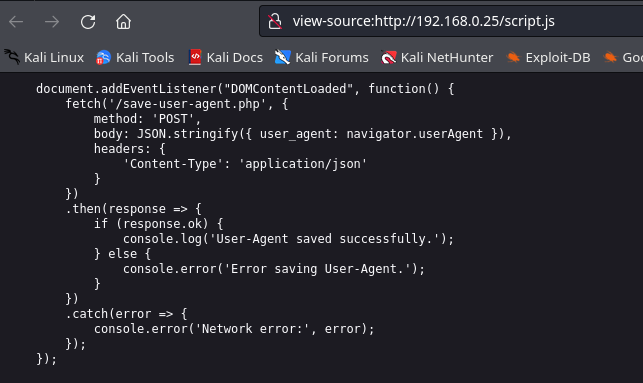 view-source:http://192.168.0.25/script.js
Kali Linux Kali Tools Kali Docs Kali Forums Kali NetHunter Exploit-DB Goo
document.addEventListener("DOMContentLoaded", function() {
    fetch('/save-user-agent.php', {
        method: 'POST',
        body: JSON.stringify({ user_agent: navigator.userAgent }),
        headers: {
            'Content-Type': 'application/json'
        }
    })
    .then(response => {
        if (response.ok) {
            console.log('User-Agent saved successfully.');
        } else {
            console.error('Error saving User-Agent.');
        }
    })
    .catch(error => {
        console.error('Network error:', error);
    });
});